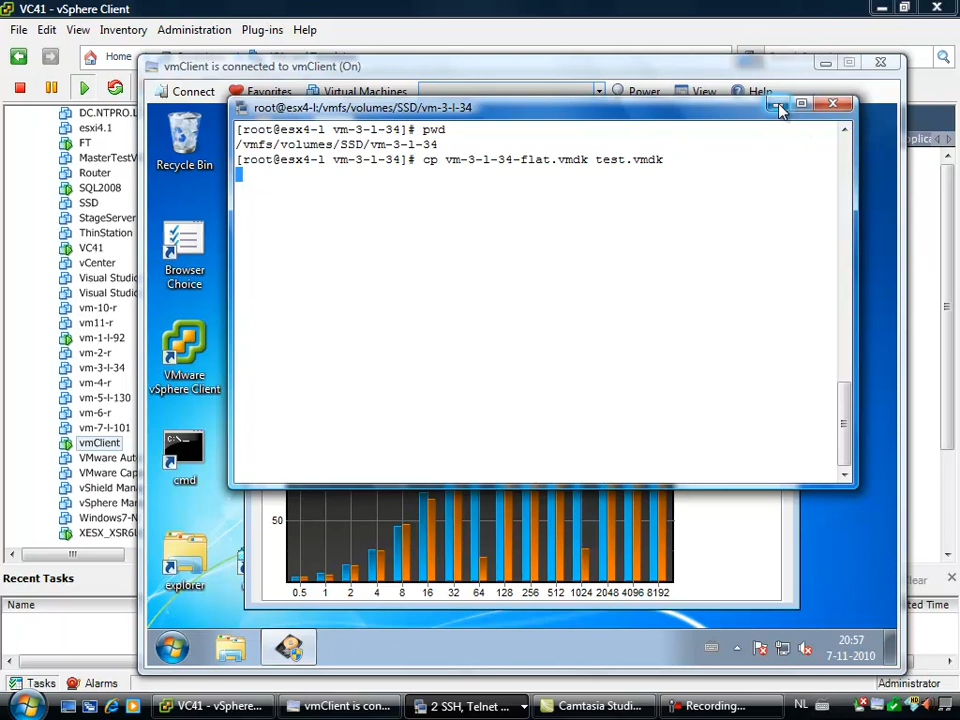 VC41 - vSphere Client
File Edit View Inventory Administration Plug-ins Help
Home
vmClient is connected to vmClient (On)
Connect Favorites Virtual Machines Power View Help
root@esx4-l:/vmfs/volumes/SSD/vm-3-l-34
[root@esx4-l vm-3-l-34]# pwd
/vmfs/volumes/SSD/vm-3-l-34
[root@esx4-l vm-3-l-34]# cp vm-3-l-34-flat.vmdk test.vmdk
DC.NTPRO.
esxi4.1
FT
MasterTestV
Router
SQL2008
SSD
StageServer
ThinStation
VC41
vCenter
Visual Studio
Visual Studio
vm-10-r
vm11-r
vm-1-l-92
vm-2-r
vm-3-l-34
vm-4-r
vm-5-l-130
vm-6-r
vm-7-l-101
vmClient
VMware Aut
VMware Cap
vShield Man
vSphere Mar
Windows7-N
XESX_XSR6U
Recycle Bin
Browser
Choice
VMware
vSphere Client
cmd
explorer
50
0.5 1 2 4 8 16 32 64 128 256 512 1024 2048 4096 8192
20:57
7-11-2010
Recent Tasks
Name
Tasks Alarms
Administrator
VC41 - vSphere...
vmClient is con...
2 SSH, Telnet ...
Camtasia Studi...
Recording...
NL
20:57